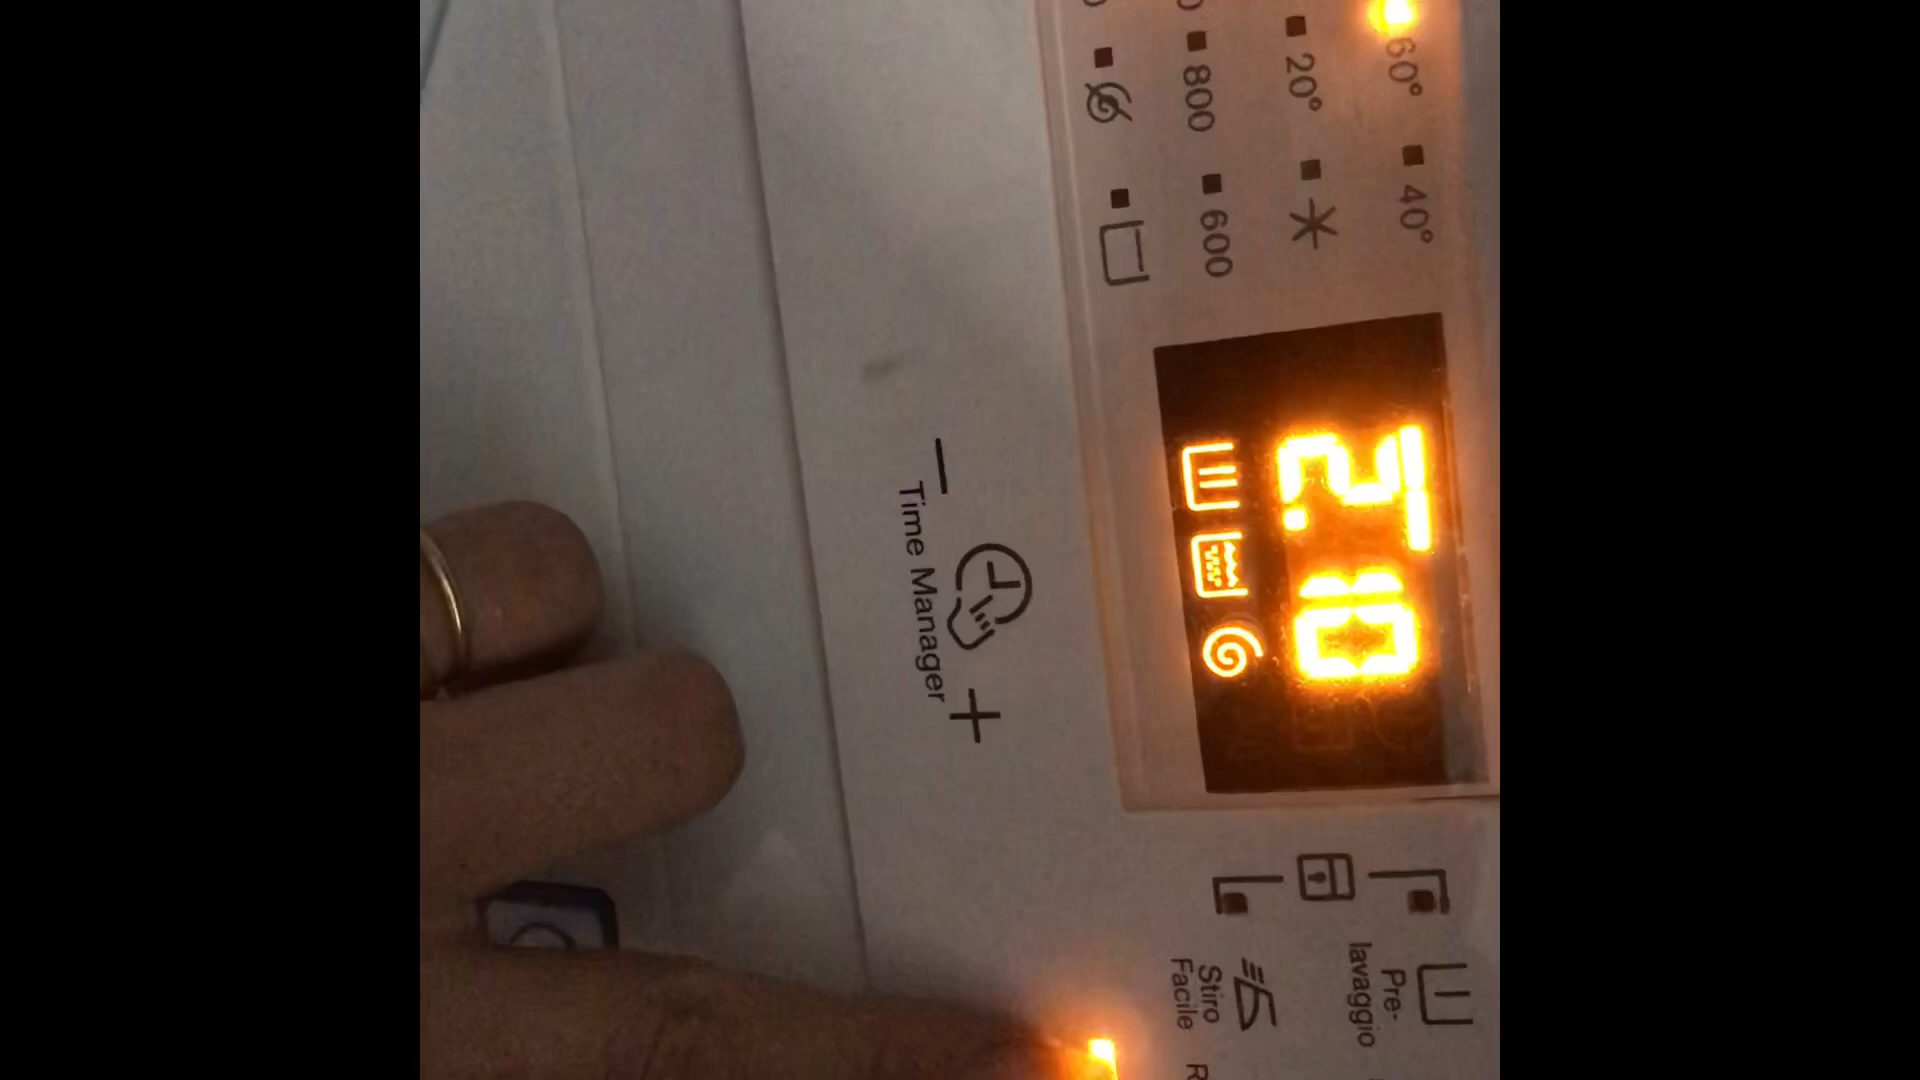 60° 40°
20°
800 600
2.10
Pre-
lavaggio
Stiro
Facile
− +
Time Manager